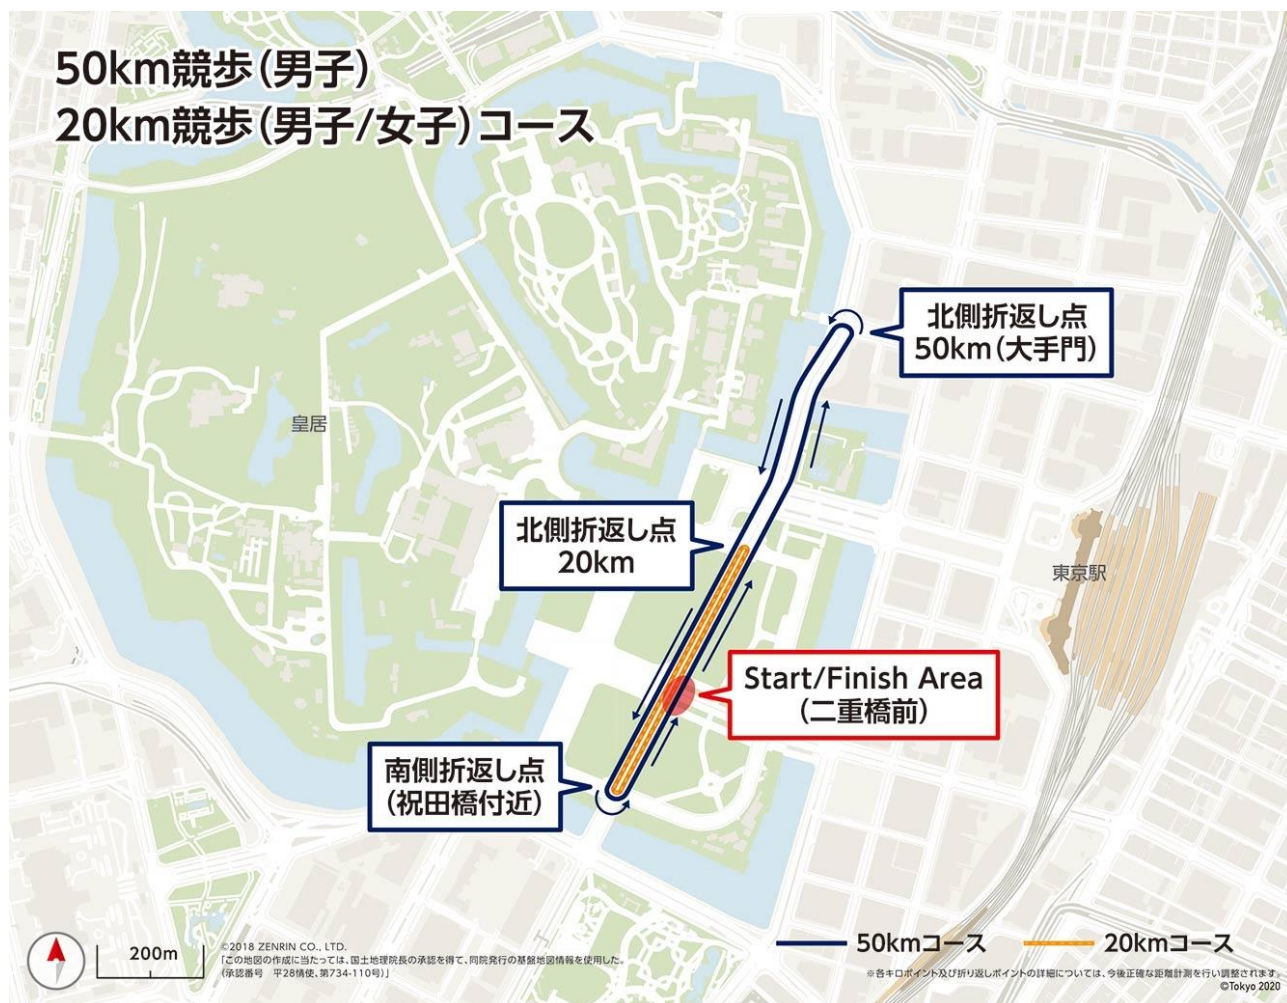 50km競歩(男子)
20km競歩(男子/女子)コース
北側折返し点
50km(大手門)
皇居
北側折返し点
20km
東京駅
Start/Finish Area
(二重橋前)
南側折返し点
(祝田橋付近)
200m
©2018 ZENRIN CO., LTD.
「この地図の作成に当たっては、国土地理院長の承認を得て、同院発行の基盤地図情報を使用した。
(承認番号 平28情使、第734-110号)」
50kmコース
20kmコース
※各キロポイント及び折り返しポイントの詳細については、今後正確な距離計測を行い調整されます。
©Tokyo 2020